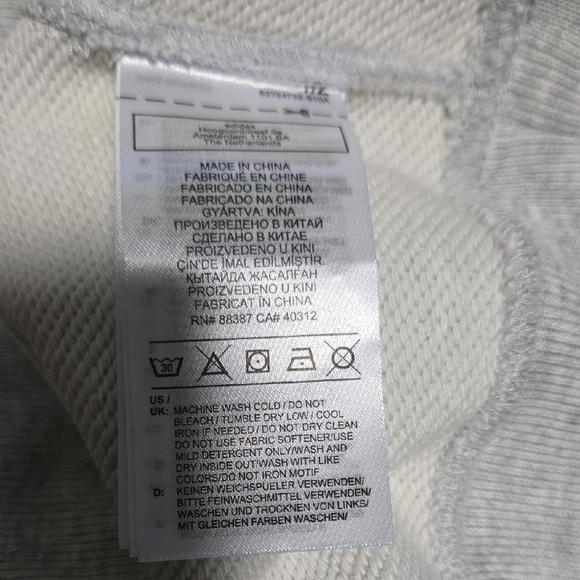 adidas
Hoogoorddreef 9a
Amsterdam 1101 BA
The Netherlands
MADE IN CHINA
FABRIQUÉ EN CHINE
FABRICADO EN CHINA
FABRICADO NA CHINA
GYÁRTVA: KÍNA
ПРОИЗВЕДЕНО В КИТАЙ
СДЕЛАНО В КИТАЕ
PROIZVEDENO U KINI
ÇİN'DE İMAL EDİLMİŞTİR.
ҚЫТАЙДА ЖАСАЛҒАН
PROIZVEDENO U KINI
FABRICAT ÎN CHINA
RN# 88387 CA# 40312
30
US /
UK: MACHINE WASH COLD / DO NOT
BLEACH / TUMBLE DRY LOW / COOL
IRON IF NEEDED / DO NOT DRY CLEAN
DO NOT USE FABRIC SOFTENER/USE
MILD DETERGENT ONLY/WASH AND
DRY INSIDE OUT/WASH WITH LIKE
COLORS/DO NOT IRON MOTIF
D: KEINEN WEICHSPUELER VERWENDEN/
BITTE FEINWASCHMITTEL VERWENDEN/
WASCHEN UND TROCKNEN VON LINKS/
MIT GLEICHEN FARBEN WASCHEN/